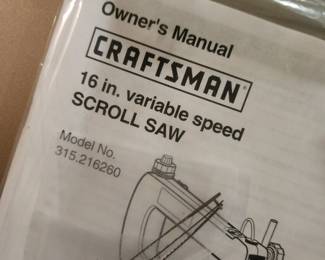 Owner's Manual
CRAFTSMAN®
16 in. variable speed
SCROLL SAW
Model No.
315.216260